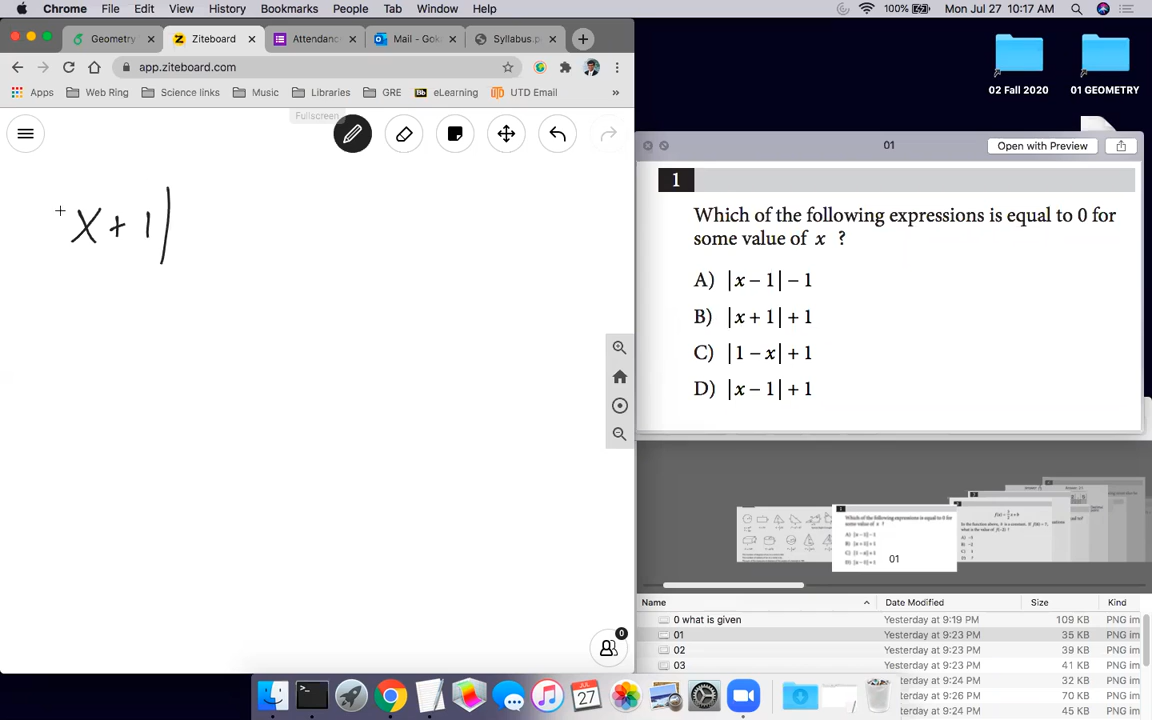 Chrome File Edit View History Bookmarks People Tab Window Help
100% Mon Jul 27 10:17 AM
Geometry
Ziteboard
Attendanc
Mail - Gok
Syllabus.p
app.ziteboard.com
Apps Web Ring Science links Music Libraries GRE Bb eLearning UTD Email »
Fullscreen
x + 1|
0
02 Fall 2020
01 GEOMETRY
01
Open with Preview
1
Which of the following expressions is equal to 0 for
some value of x ?
A) |x − 1| − 1
B) |x + 1| + 1
C) |1 − x| + 1
D) |x − 1| + 1
01
Name Date Modified Size Kind
0 what is given Yesterday at 9:19 PM 109 KB PNG im
01 Yesterday at 9:23 PM 35 KB PNG im
02 Yesterday at 9:23 PM 39 KB PNG im
03 Yesterday at 9:23 PM 41 KB PNG im
Yesterday at 9:24 PM 32 KB PNG im
Yesterday at 9:26 PM 70 KB PNG im
Yesterday at 9:24 PM 45 KB PNG im